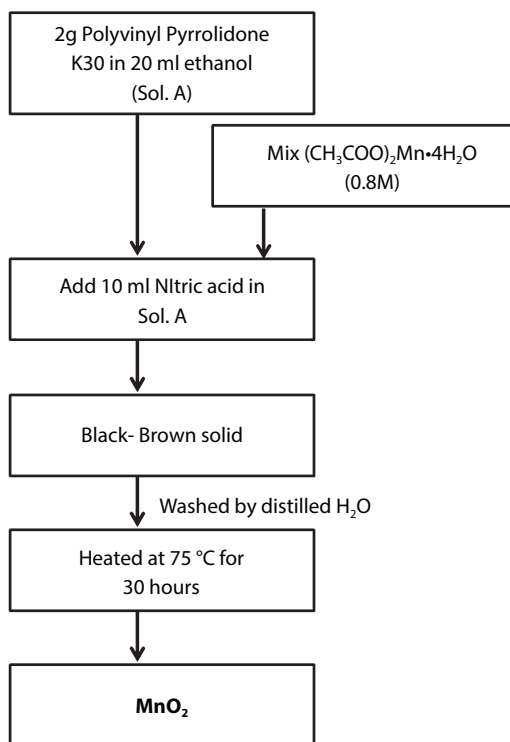 2g Polyvinyl Pyrrolidone
K30 in 20 ml ethanol
(Sol. A)
Mix (CH₃COO)₂Mn•4H₂O
(0.8M)
Add 10 ml NItric acid in
Sol. A
Black- Brown solid
Washed by distilled H₂O
Heated at 75 °C for
30 hours
MnO₂